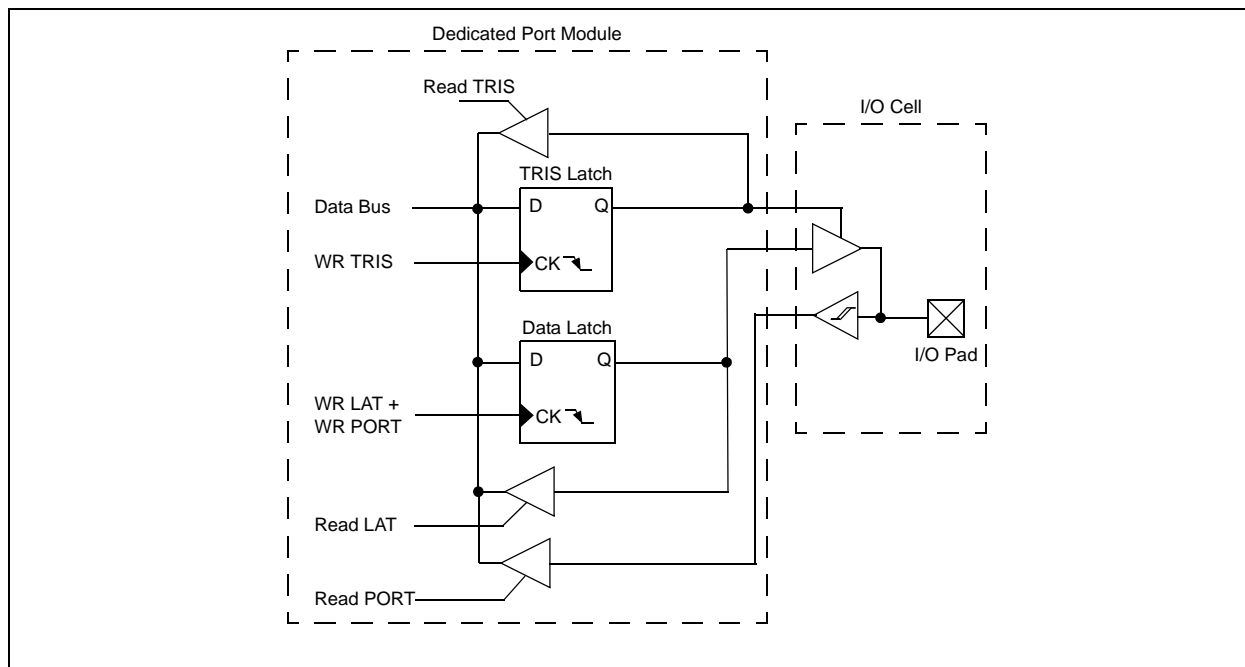 Dedicated Port Module
Read TRIS
I/O Cell
TRIS Latch
Data Bus
D
Q
WR TRIS
CK
I/O Pad
Data Latch
D
Q
WR LAT +
WR PORT
CK
Read LAT
Read PORT